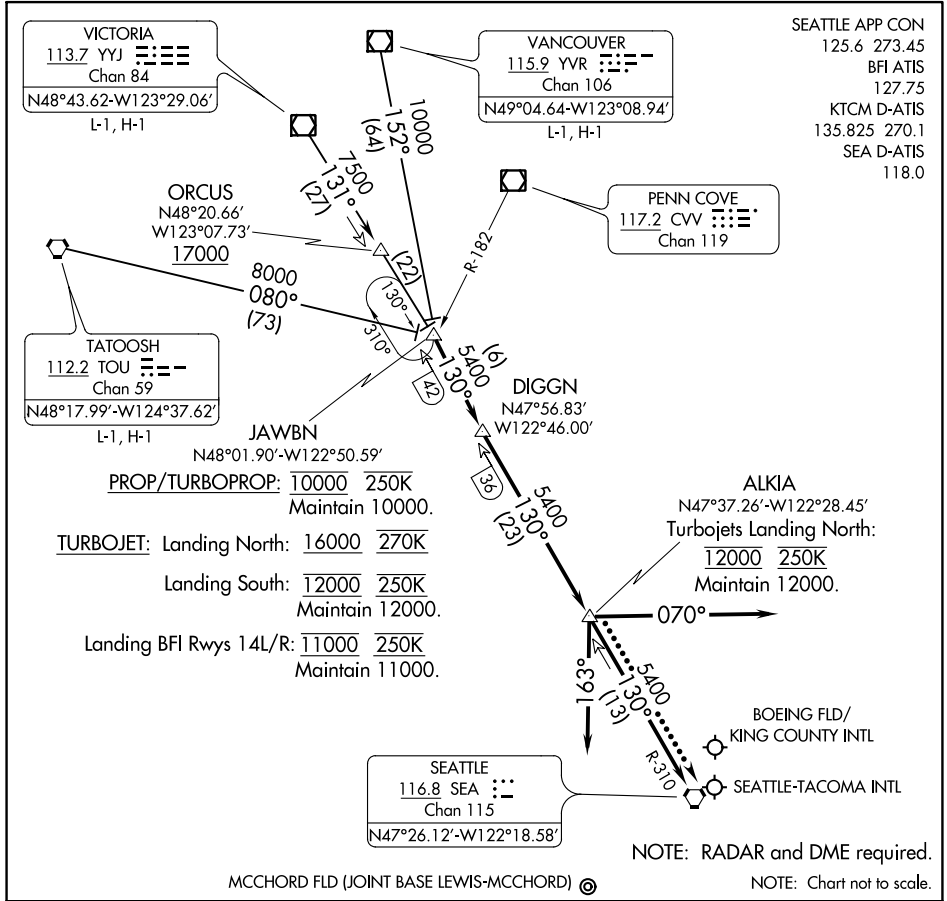 VICTORIA
113.7 YYJ
Chan 84
N48°43.62-W123°29.06′
L-1, H-1
VANCOUVER
115.9 YVR
Chan 106
N49°04.64-W123°08.94′
L-1, H-1
SEATTLE APP CON
125.6 273.45
BFI ATIS
127.75
KTCM D-ATIS
135.825 270.1
SEA D-ATIS
118.0
10000
152°
(64)
7500
131°
(27)
ORCUS
N48°20.66′
W123°07.73′
17000
PENN COVE
117.2 CVV
Chan 119
R-182
(22)
8000
080°
(73)
130°
310°
TATOOSH
112.2 TOU
Chan 59
N48°17.99′-W124°37.62′
L-1, H-1
(6)
5400
130°
42
DIGGN
N47°56.83′
W122°46.00′
JAWBN
N48°01.90′-W122°50.59′
PROP/TURBOPROP: 10000 250K
Maintain 10000.
TURBOJET: Landing North: 16000 270K
Landing South: 12000 250K
Maintain 12000.
Landing BFI Rwys 14L/R: 11000 250K
Maintain 11000.
36
5400
130°
(23)
ALKIA
N47°37.26′-W122°28.45′
Turbojets Landing North:
12000 250K
Maintain 12000.
070°
163°
5400
130°
(13)
R-310
BOEING FLD/
KING COUNTY INTL
SEATTLE-TACOMA INTL
SEATTLE
116.8 SEA
Chan 115
N47°26.12′-W122°18.58′
NOTE: RADAR and DME required.
MCCHORD FLD (JOINT BASE LEWIS-MCCHORD)
NOTE: Chart not to scale.